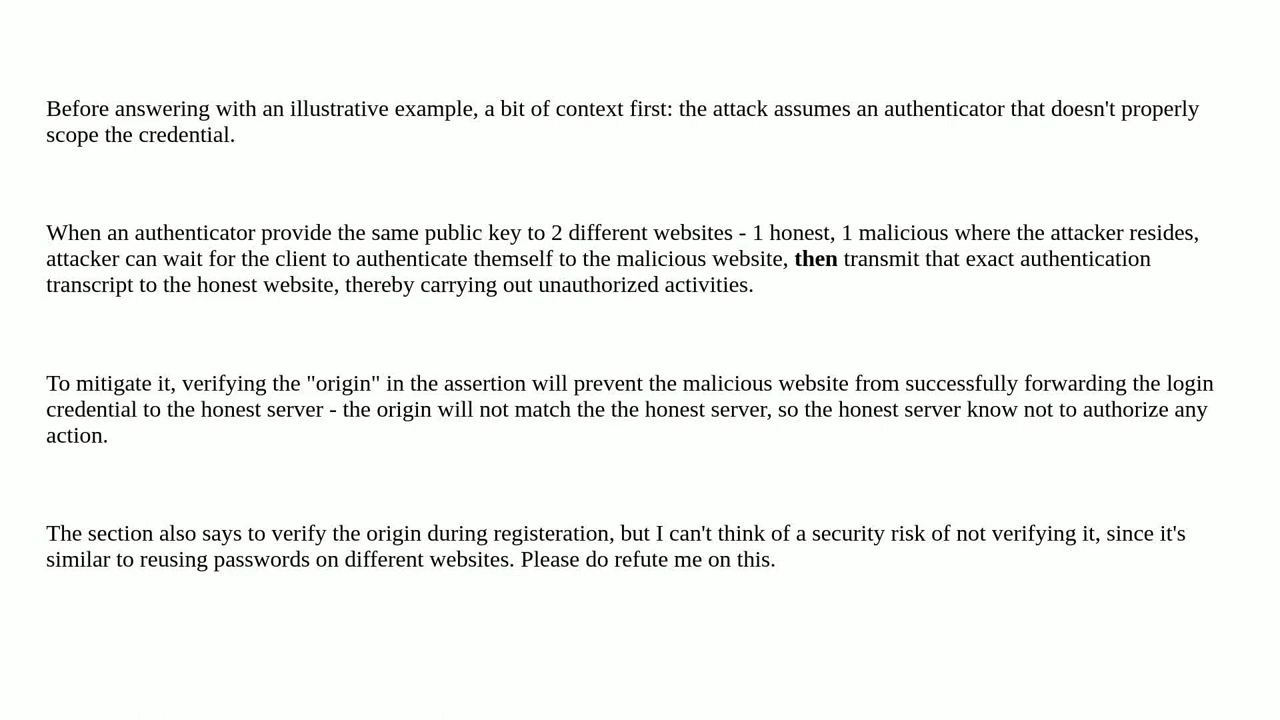 Before answering with an illustrative example, a bit of context first: the attack assumes an authenticator that doesn't properly
scope the credential.
When an authenticator provide the same public key to 2 different websites - 1 honest, 1 malicious where the attacker resides,
attacker can wait for the client to authenticate themself to the malicious website, then transmit that exact authentication
transcript to the honest website, thereby carrying out unauthorized activities.
To mitigate it, verifying the "origin" in the assertion will prevent the malicious website from successfully forwarding the login
credential to the honest server - the origin will not match the the honest server, so the honest server know not to authorize any
action.
The section also says to verify the origin during registeration, but I can't think of a security risk of not verifying it, since it's
similar to reusing passwords on different websites. Please do refute me on this.